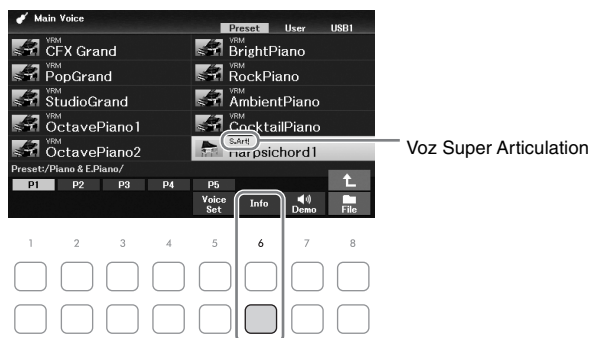 Main Voice
Preset User USB1
VRM VRM
CFX Grand BrightPiano
VRM VRM
PopGrand RockPiano
VRM VRM
StudioGrand AmbientPiano
VRM VRM
OctavePiano1 CocktailPiano
VRM S.Art!
OctavePiano2 Harpsichord1
Voz Super Articulation
Preset:/Piano & E.Piano/
P1 P2 P3 P4 P5
Voice Set Info Demo File
1 2 3 4 5 6 7 8